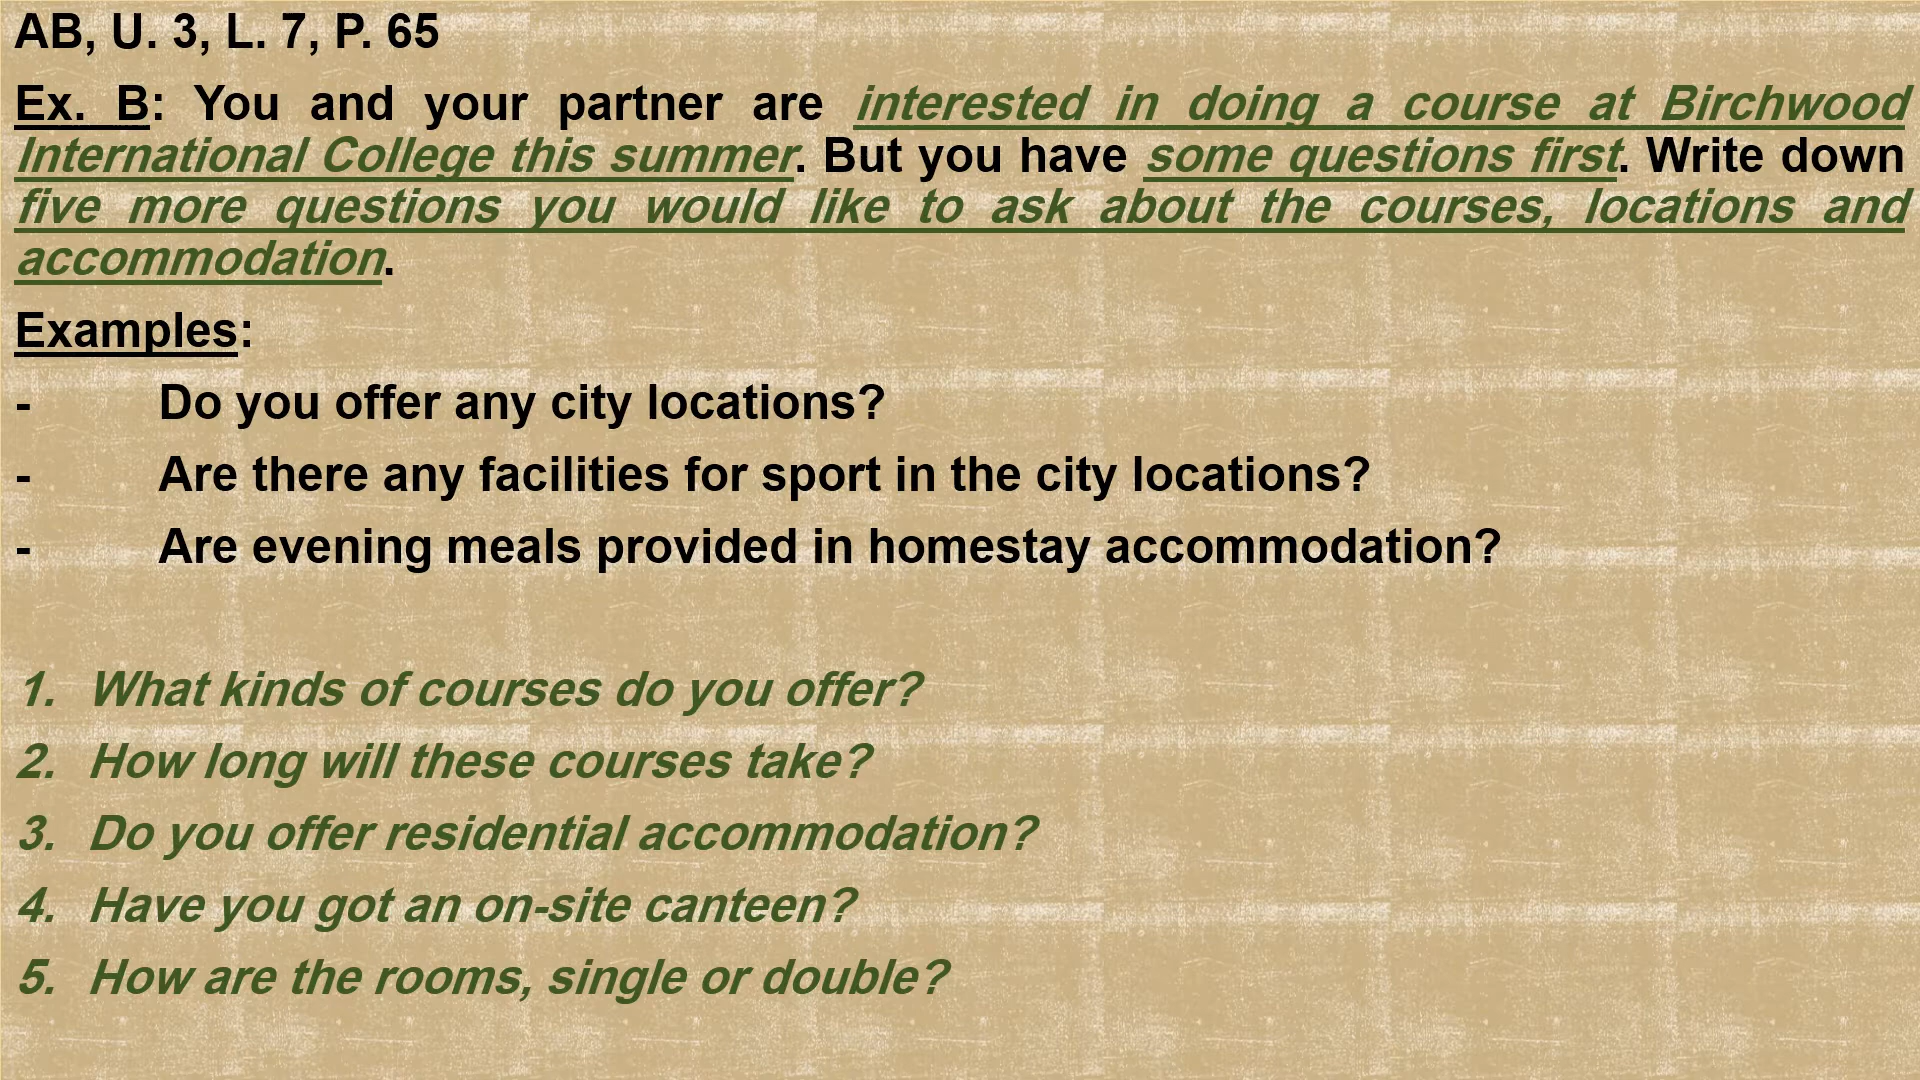 AB, U. 3, L. 7, P. 65
Ex. B: You and your partner are interested in doing a course at Birchwood
International College this summer. But you have some questions first. Write down
five more questions you would like to ask about the courses, locations and
accommodation.
Examples:
- Do you offer any city locations?
- Are there any facilities for sport in the city locations?
- Are evening meals provided in homestay accommodation?
1. What kinds of courses do you offer?
2. How long will these courses take?
3. Do you offer residential accommodation?
4. Have you got an on-site canteen?
5. How are the rooms, single or double?